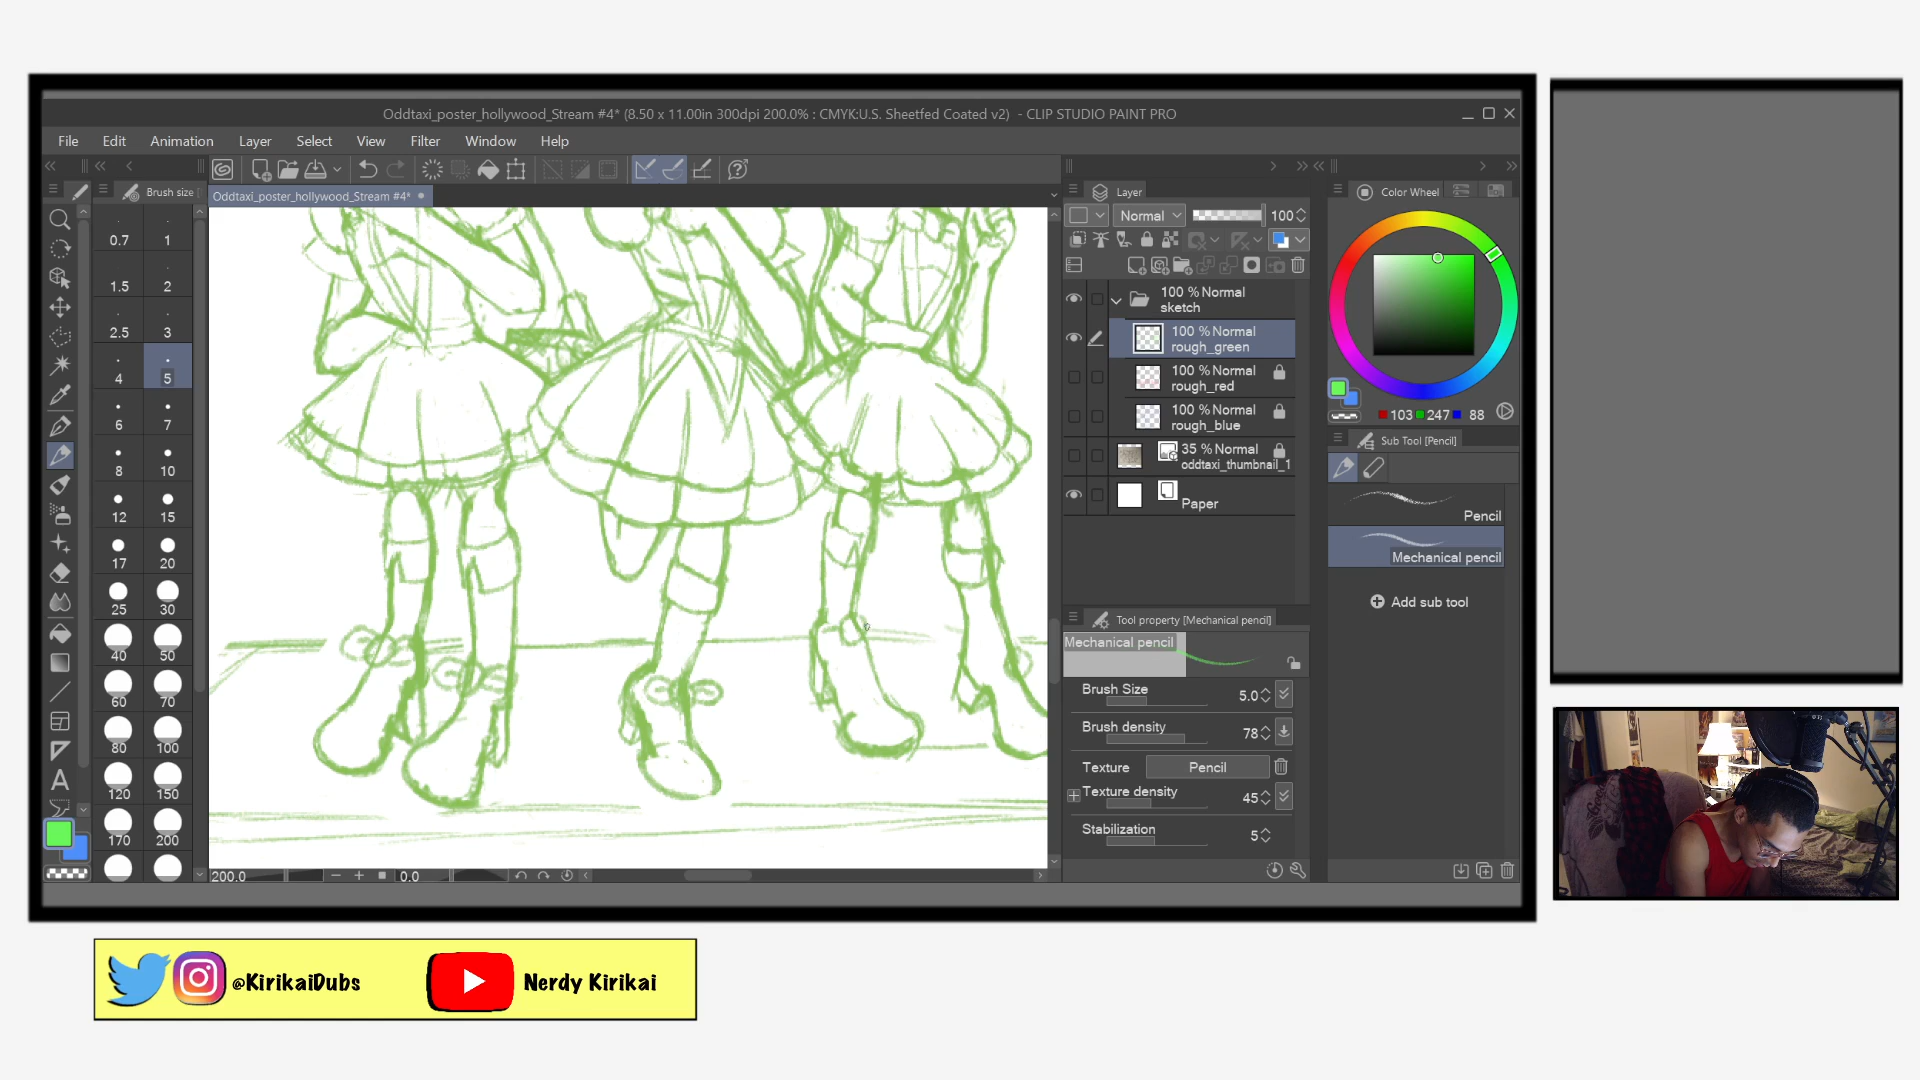 Oddtaxi_poster_hollywood_Stream #4* (8.50 x 11.00in 300dpi 200.0% : CMYK:U.S. Sheetfed Coated v2) - CLIP STUDIO PAINT PRO
File Edit Animation Layer Select View Filter Window Help
Brush size
Oddtaxi_poster_hollywood_Stream #4*
0.7 1
1.5 2
2.5 3
4 5
6 7
8 10
12 15
17 20
25 30
40 50
60 70
80 100
120 150
170 200
A
200.0
0.0
Layer
Normal 100
100 % Normal
sketch
100 % Normal
rough_green
100 % Normal
rough_red
100 % Normal
rough_blue
35 % Normal
oddtaxi_thumbnail_1
Paper
Tool property [Mechanical pencil]
Mechanical pencil
Brush Size 5.0
Brush density 78
Texture Pencil
Texture density 45
Stabilization 5
Color Wheel
103 247 88
Sub Tool [Pencil]
Pencil
Mechanical pencil
Add sub tool
@KirikaiDubs
Nerdy Kirikai